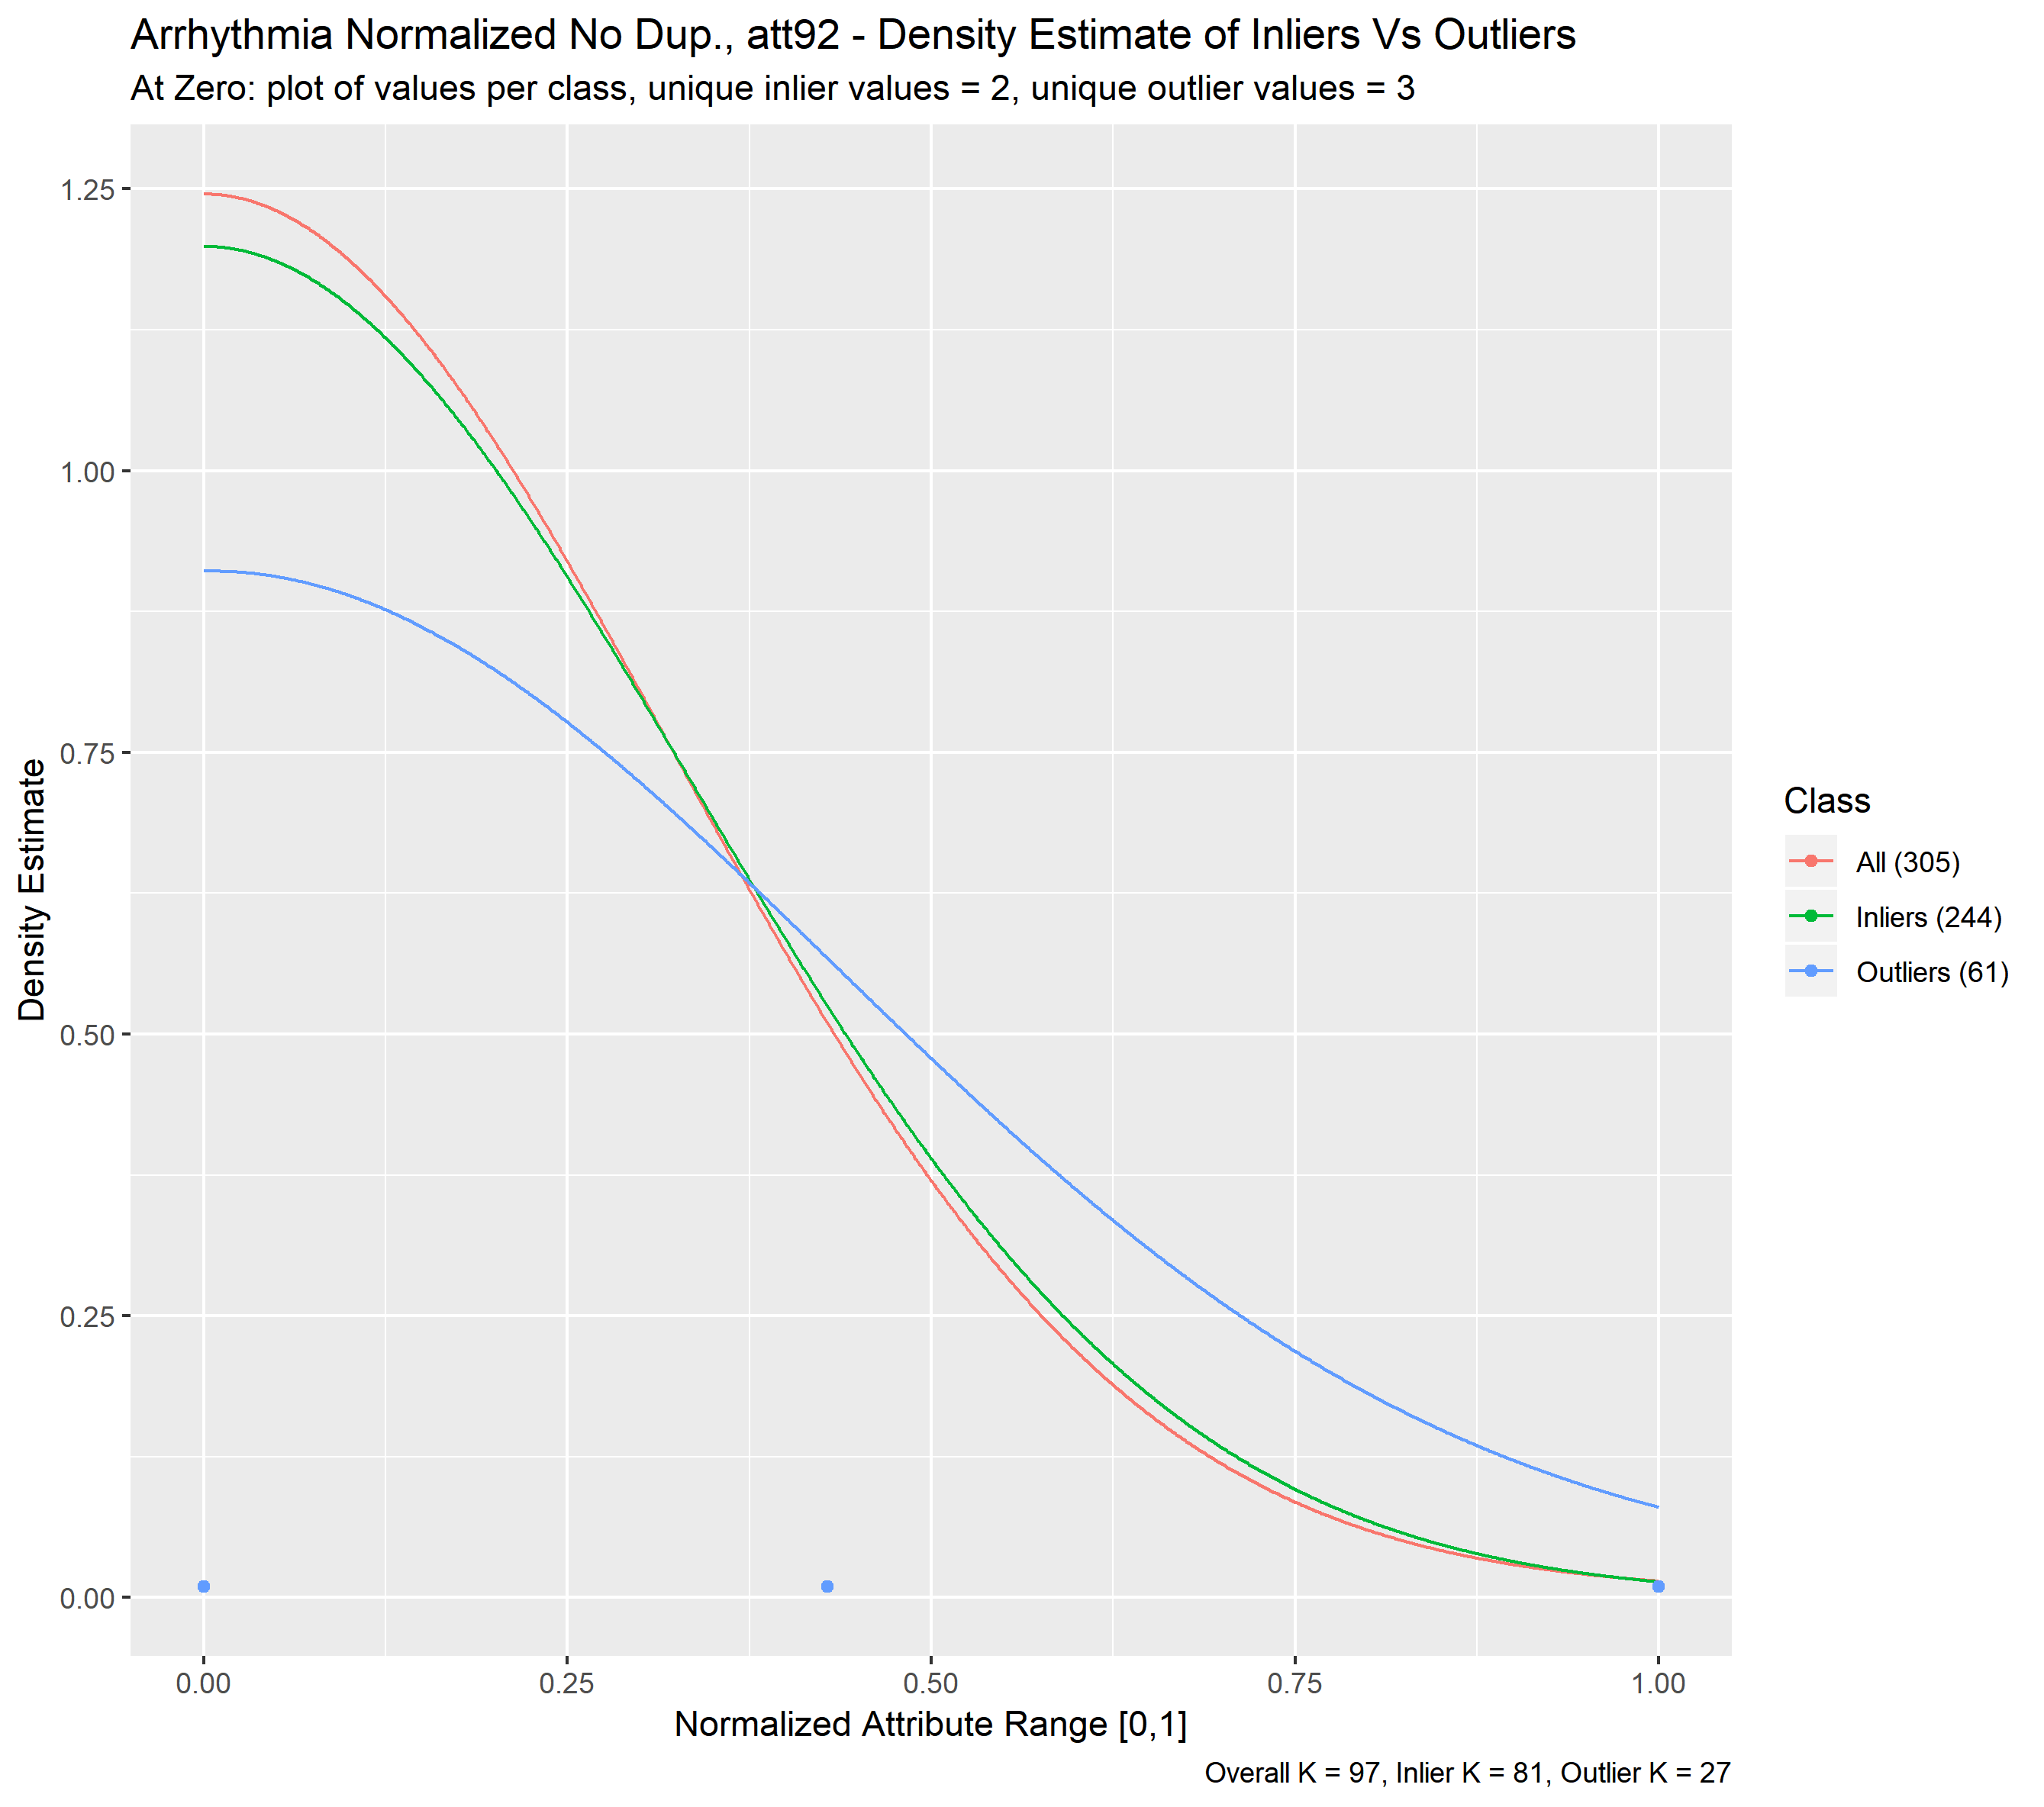 Arrhythmia Normalized No Dup., att92 - Density Estimate of Inliers Vs Outliers
At Zero: plot of values per class, unique inlier values = 2, unique outlier values = 3
1.25
1.00
0.75
0.50
0.25
0.00
Density Estimate
0.00 0.25 0.50 0.75 1.00
Normalized Attribute Range [0,1]
Class
All (305)
Inliers (244)
Outliers (61)
Overall K = 97, Inlier K = 81, Outlier K = 27